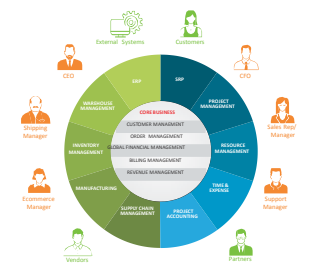 External Systems
Customers
CEO
CFO
ERP
SRP
WAREHOUSE
MANAGEMENT
PROJECT
MANAGEMENT
CORE BUSINESS
CUSTOMER MANAGEMENT
ORDER MANAGEMENT
GLOBAL FINANCIAL MANAGEMENT
BILLING MANAGEMENT
REVENUE MANAGEMENT
Shipping
Manager
Sales Rep/
Manager
INVENTORY
MANAGEMENT
RESOURCE
MANAGEMENT
MANUFACTURING
TIME &
EXPENSE
Ecommerce
Manager
Support
Manager
SUPPLY CHAIN
MANAGEMENT
PROJECT
ACCOUNTING
Vendors
Partners